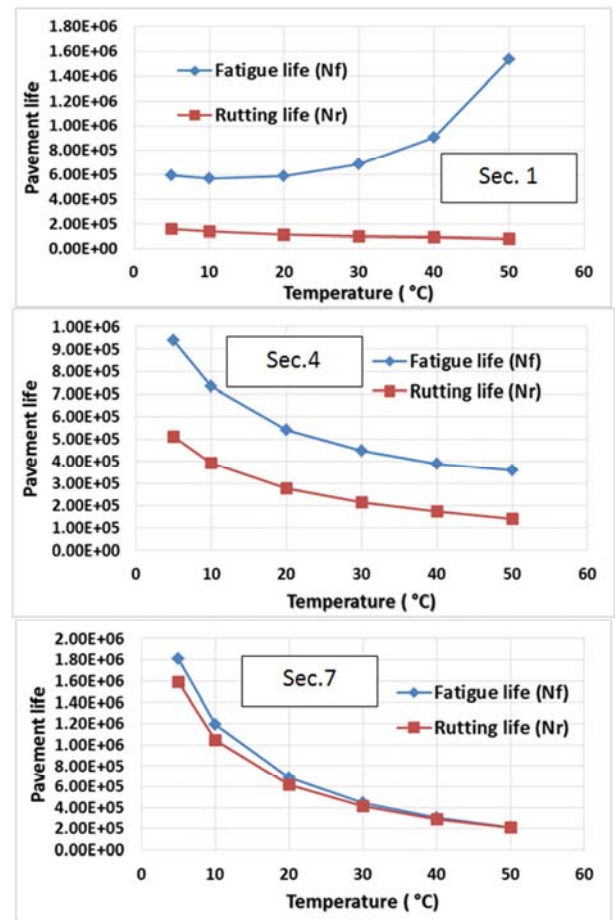 1.80E+06
1.60E+06
1.40E+06
1.20E+06
1.00E+06
8.00E+05
6.00E+05
4.00E+05
2.00E+05
0.00E+00
Pavement life
Fatigue life (Nf)
Rutting life (Nr)
Sec. 1
0 10 20 30 40 50 60
Temperature ( °C)
1.00E+06
9.00E+05
8.00E+05
7.00E+05
6.00E+05
5.00E+05
4.00E+05
3.00E+05
2.00E+05
1.00E+05
0.00E+00
Pavement life
Sec.4
Fatigue life (Nf)
Rutting life (Nr)
0 10 20 30 40 50 60
Temperature ( °C)
2.00E+06
1.80E+06
1.60E+06
1.40E+06
1.20E+06
1.00E+06
8.00E+05
6.00E+05
4.00E+05
2.00E+05
0.00E+00
Pavement life
Sec.7
Fatigue life (Nf)
Rutting life (Nr)
0 10 20 30 40 50 60
Temperature ( °C)